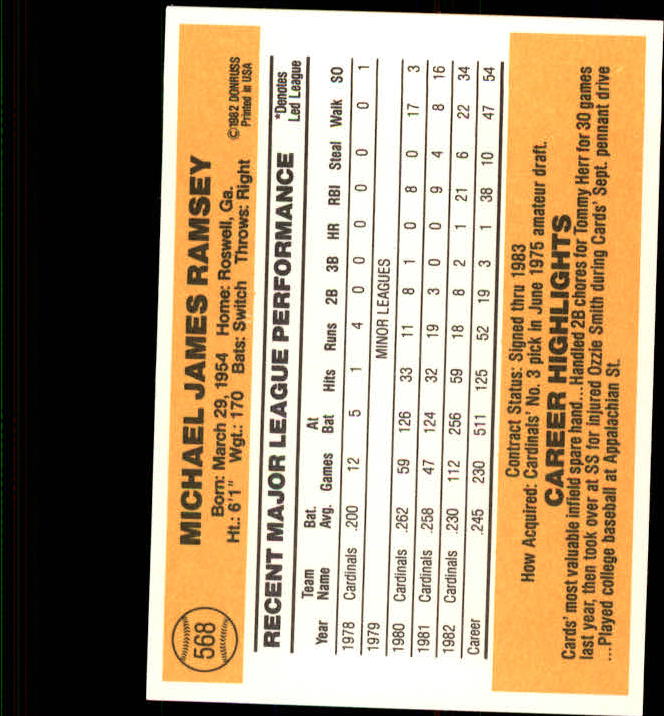 568
MICHAEL JAMES RAMSEY
Born: March 29, 1954 Home: Roswell, Ga.
Ht.: 6'1" Wgt.: 170 Bats: Switch Throws: Right
©1982 DONRUSS
Printed in USA
RECENT MAJOR LEAGUE PERFORMANCE
*Denotes
Led League
Year Team Name Bat. Avg. Games At Bat Hits Runs 2B 3B HR RBI Steal Walk SO
1978 Cardinals .200 12 5 1 4 0 0 0 0 0 0 1
1979 MINOR LEAGUES
1980 Cardinals .262 59 126 33 11 8 1 0 8 0 17 3
1981 Cardinals .258 47 124 32 19 3 0 0 9 4 8 16
1982 Cardinals .230 112 256 59 18 8 2 1 21 6 22 34
Career .245 230 511 125 52 19 3 1 38 10 47 54
Contract Status: Signed thru 1983
How Acquired: Cardinals' No. 3 pick in June 1975 amateur draft.
CAREER HIGHLIGHTS
Cards' most valuable infield spare hand...Handled 2B chores for Tommy Herr for 30 games
last year, then took over at SS for injured Ozzie Smith during Cards' Sept. pennant drive
...Played college baseball at Appalachian St.